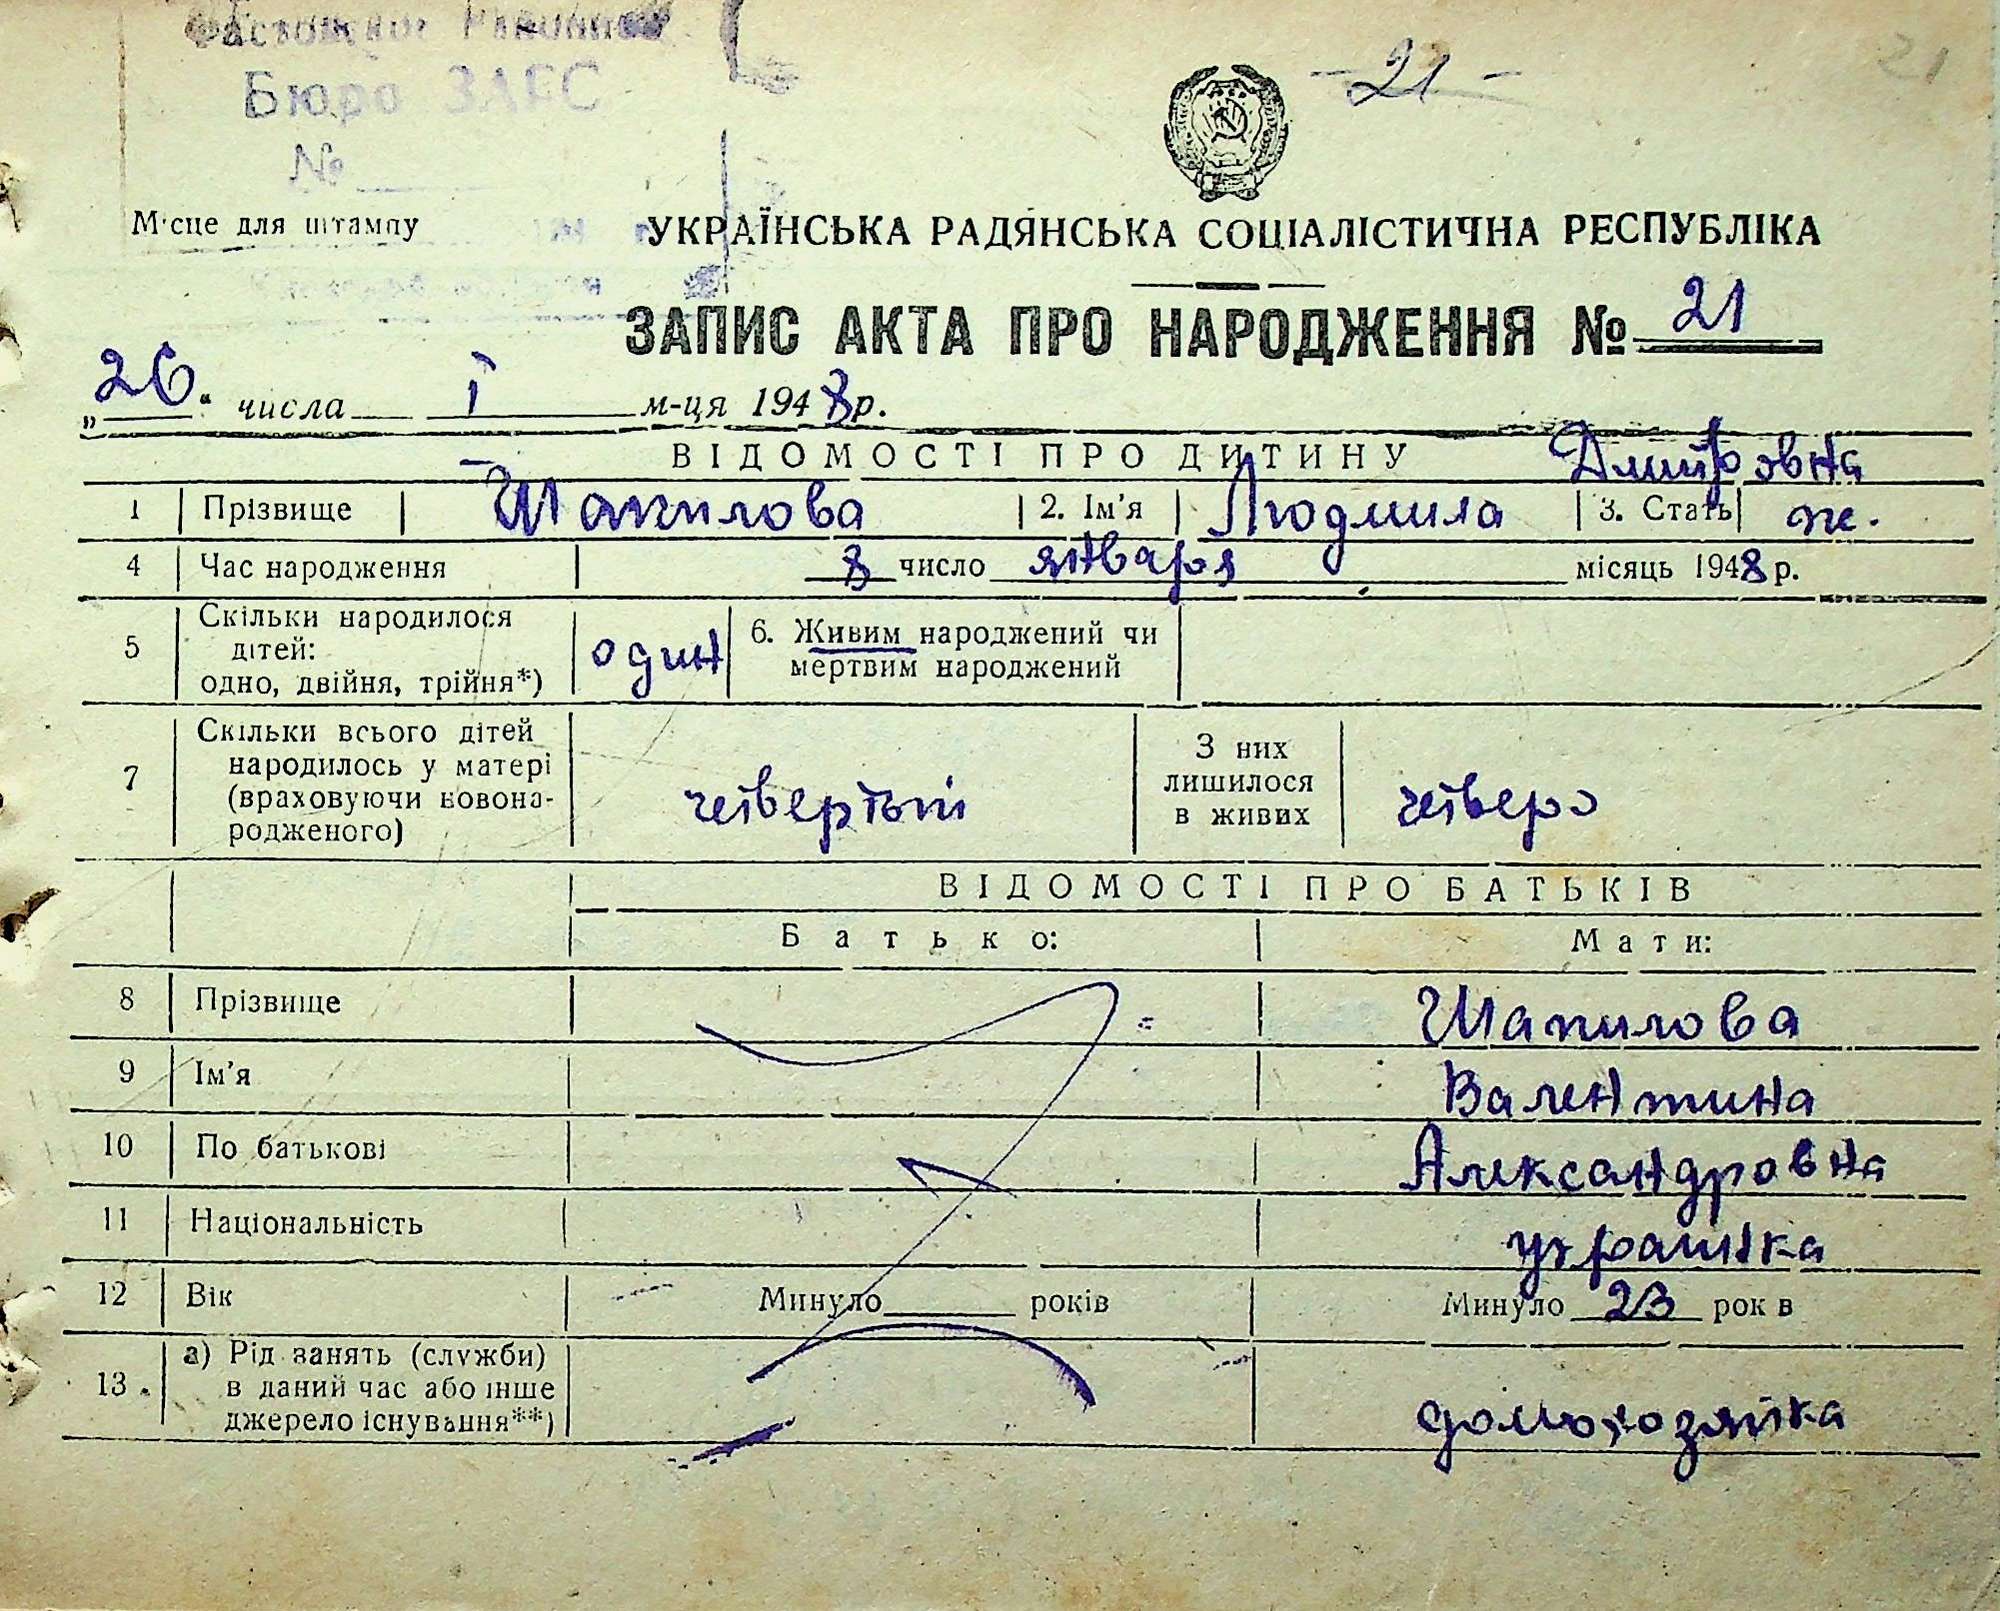 Бюро ЗАГС
№
- 21 -
21
Місце для штампу
УКРАЇНСЬКА РАДЯНСЬКА СОЦІАЛІСТИЧНА РЕСПУБЛІКА
ЗАПИС АКТА ПРО НАРОДЖЕННЯ № 21
„26“ числа I м-ця 1948 р.
ВІДОМОСТІ ПРО ДИТИНУ Дмитровна
1 Прізвище Шапилова 2. Ім'я Людмила 3. Стать ж.
4 Час народження 8 число января місяць 1948 р.
5 Скільки народилося дітей: одно, двійня, трійня*) один 6. Живим народжений чи мертвим народжений
7 Скільки всього дітей народилось у матері (враховуючи новонародженого) четвертый З них лишилося в живих четверо
ВІДОМОСТІ ПРО БАТЬКІВ
Батько: Мати:
8 Прізвище Шапилова
9 Ім'я Валентина
10 По батькові Александровна
11 Національність украинка
12 Вік Минуло років Минуло 23 років
13. а) Рід занять (служби) в даний час або інше джерело існування**) домохозяйка